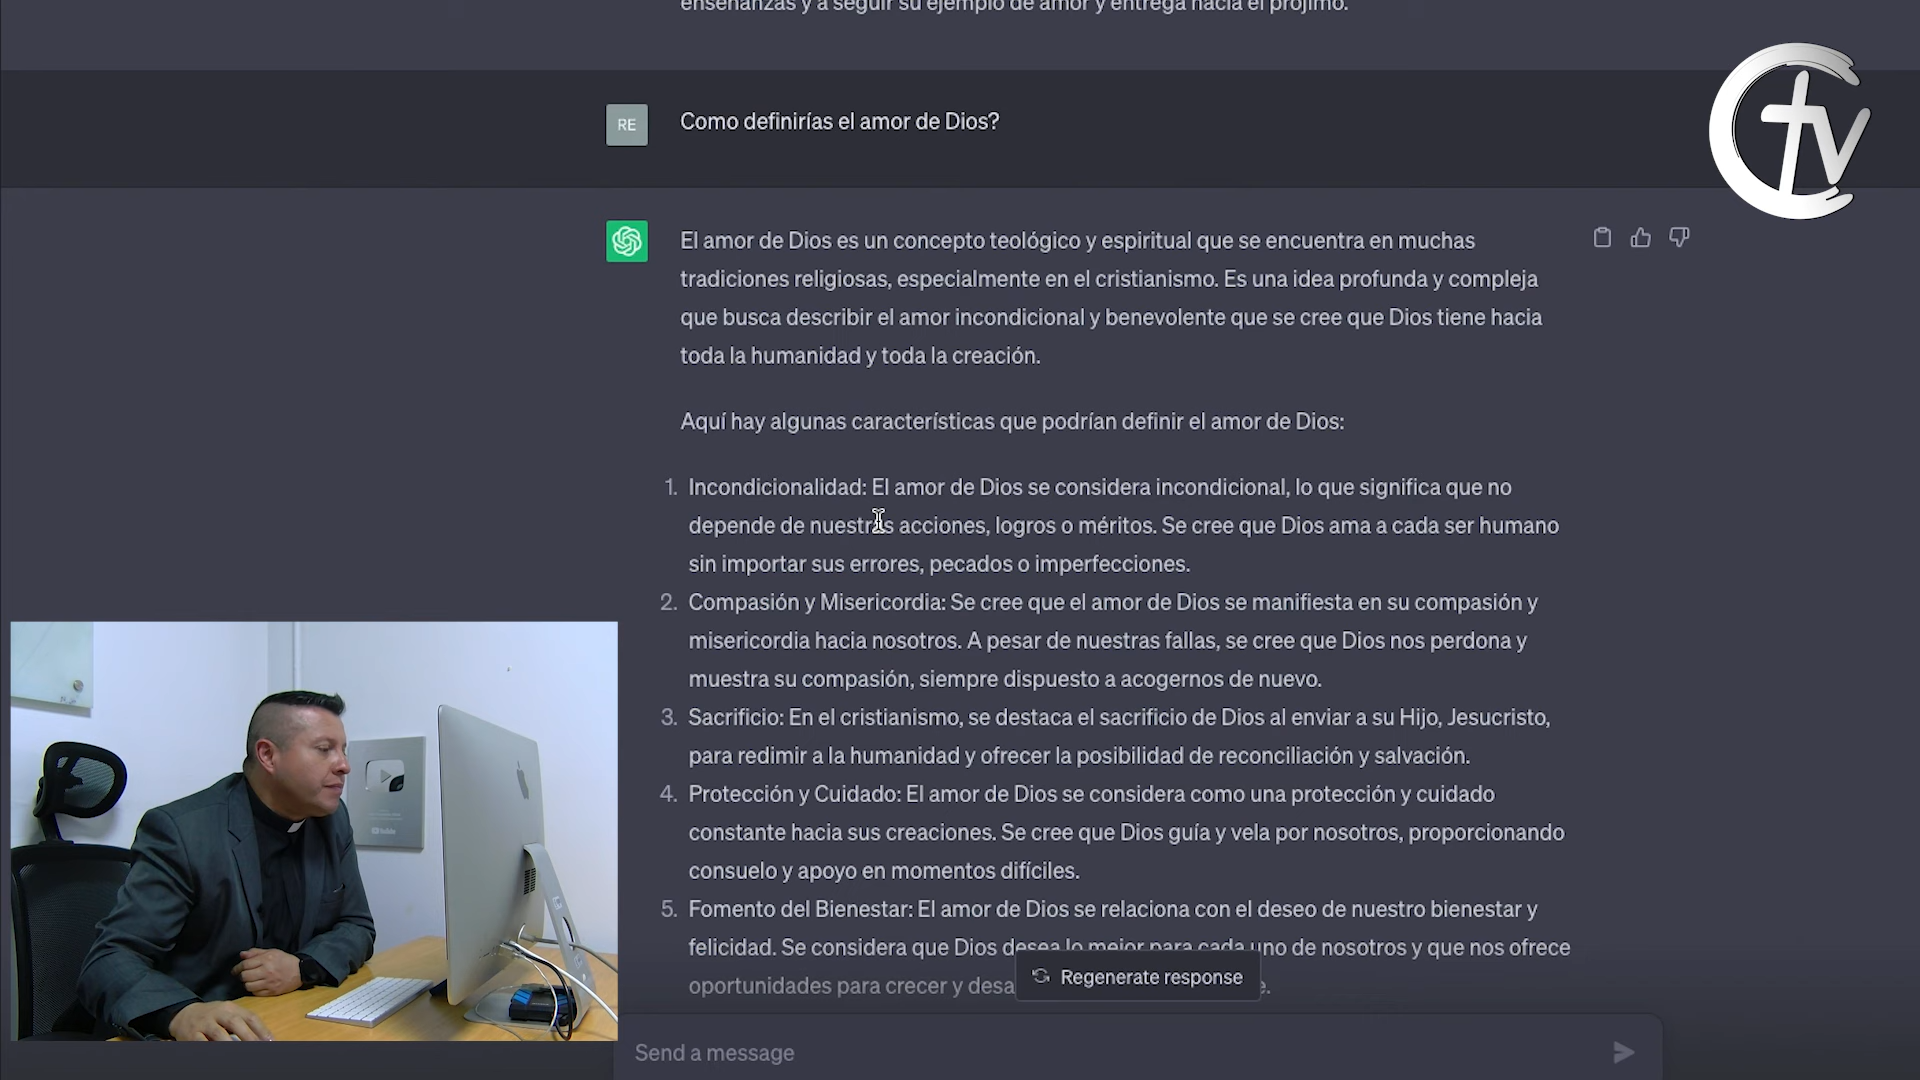 enseñanzas y a seguir su ejemplo de amor y entrega hacia el prójimo.
RE
Como definirías el amor de Dios?
El amor de Dios es un concepto teológico y espiritual que se encuentra en muchas
tradiciones religiosas, especialmente en el cristianismo. Es una idea profunda y compleja
que busca describir el amor incondicional y benevolente que se cree que Dios tiene hacia
toda la humanidad y toda la creación.
Aquí hay algunas características que podrían definir el amor de Dios:
1. Incondicionalidad: El amor de Dios se considera incondicional, lo que significa que no
depende de nuestras acciones, logros o méritos. Se cree que Dios ama a cada ser humano
sin importar sus errores, pecados o imperfecciones.
2. Compasión y Misericordia: Se cree que el amor de Dios se manifiesta en su compasión y
misericordia hacia nosotros. A pesar de nuestras fallas, se cree que Dios nos perdona y
muestra su compasión, siempre dispuesto a acogernos de nuevo.
3. Sacrificio: En el cristianismo, se destaca el sacrificio de Dios al enviar a su Hijo, Jesucristo,
para redimir a la humanidad y ofrecer la posibilidad de reconciliación y salvación.
4. Protección y Cuidado: El amor de Dios se considera como una protección y cuidado
constante hacia sus creaciones. Se cree que Dios guía y vela por nosotros, proporcionando
consuelo y apoyo en momentos difíciles.
5. Fomento del Bienestar: El amor de Dios se relaciona con el deseo de nuestro bienestar y
felicidad. Se considera que Dios desea lo mejor para cada uno de nosotros y que nos ofrece
oportunidades para crecer y
Regenerate response
Send a message
CTV
YouTube